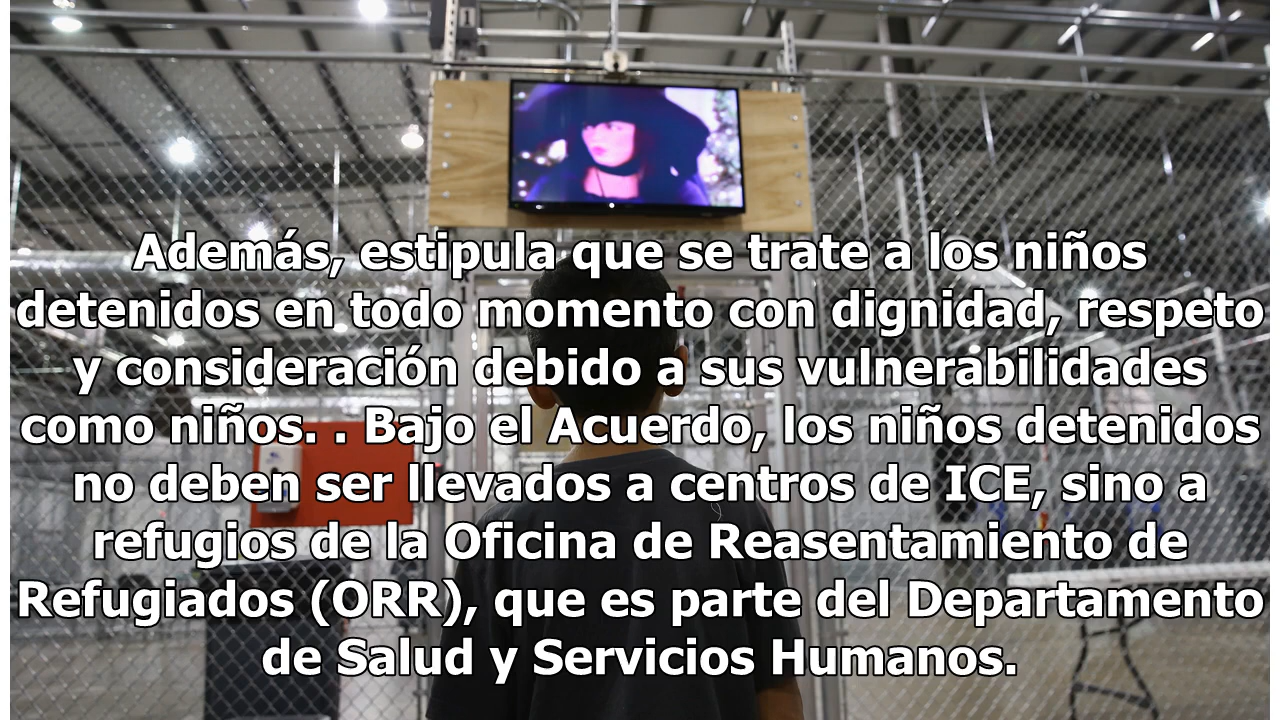 Además, estipula que se trate a los niños
detenidos en todo momento con dignidad, respeto
y consideración debido a sus vulnerabilidades
como niños. . Bajo el Acuerdo, los niños detenidos
no deben ser llevados a centros de ICE, sino a
refugios de la Oficina de Reasentamiento de
Refugiados (ORR), que es parte del Departamento
de Salud y Servicios Humanos.